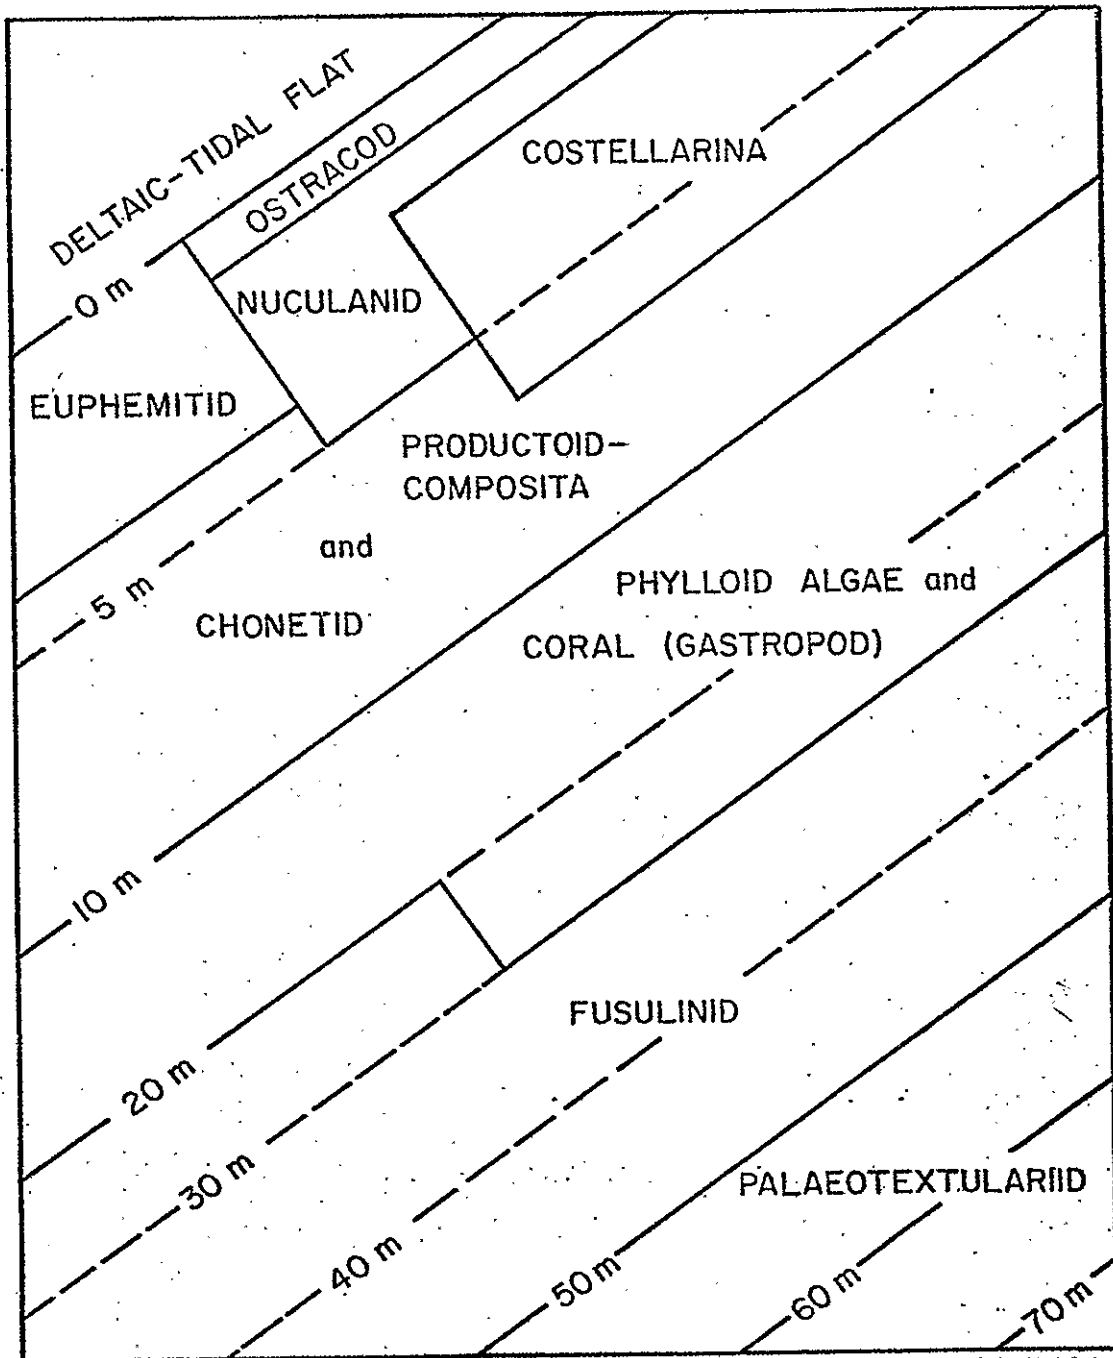 DELTAIC-TIDAL FLAT
0 m
OSTRACOD
COSTELLARINA
NUCULANID
EUPHEMITID
PRODUCTOID-
COMPOSITA
and
5 m
CHONETID
PHYLLOID ALGAE and
CORAL (GASTROPOD)
10 m
20 m
FUSULINID
30 m
PALAEOTEXTULARIID
40 m
50 m
60 m
70 m